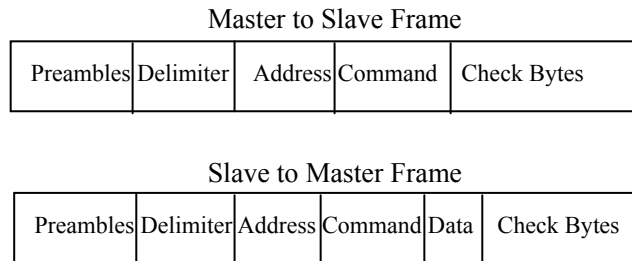 Master to Slave Frame
Preambles Delimiter Address Command Check Bytes
Slave to Master Frame
Preambles Delimiter Address Command Data Check Bytes